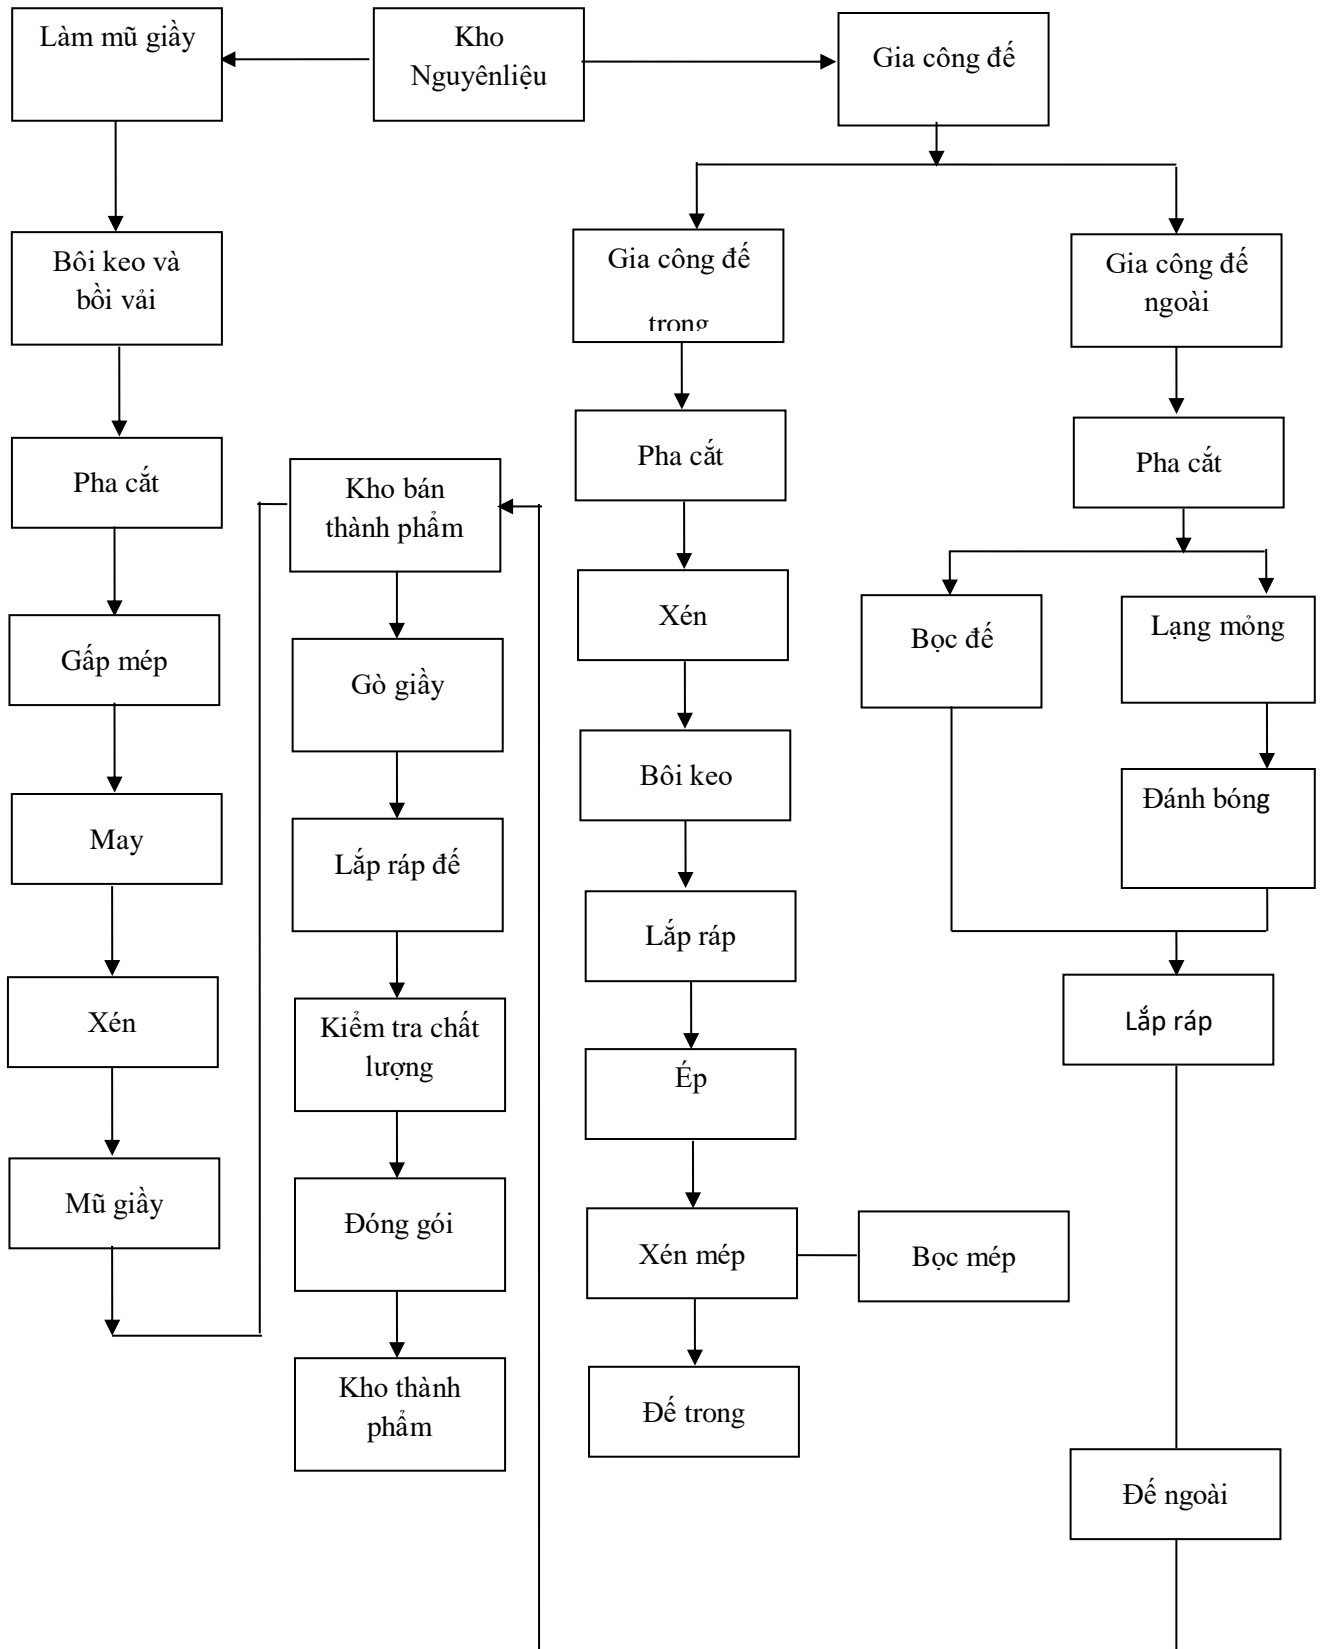 Làm mũ giầy
Kho
Nguyênliệu
Gia công đế
Bôi keo và
bồi vải
Gia công đế
trong
Gia công đế
ngoài
Pha cắt
Kho bán
thành phẩm
Pha cắt
Pha cắt
Gấp mép
Gò giầy
Xén
Bọc đế
Lạng mỏng
May
Lắp ráp đế
Bôi keo
Đánh bóng
Xén
Kiểm tra chất
lượng
Lắp ráp
Lắp ráp
Ép
Mũ giầy
Đóng gói
Xén mép
Bọc mép
Kho thành
phẩm
Đế trong
Đế ngoài